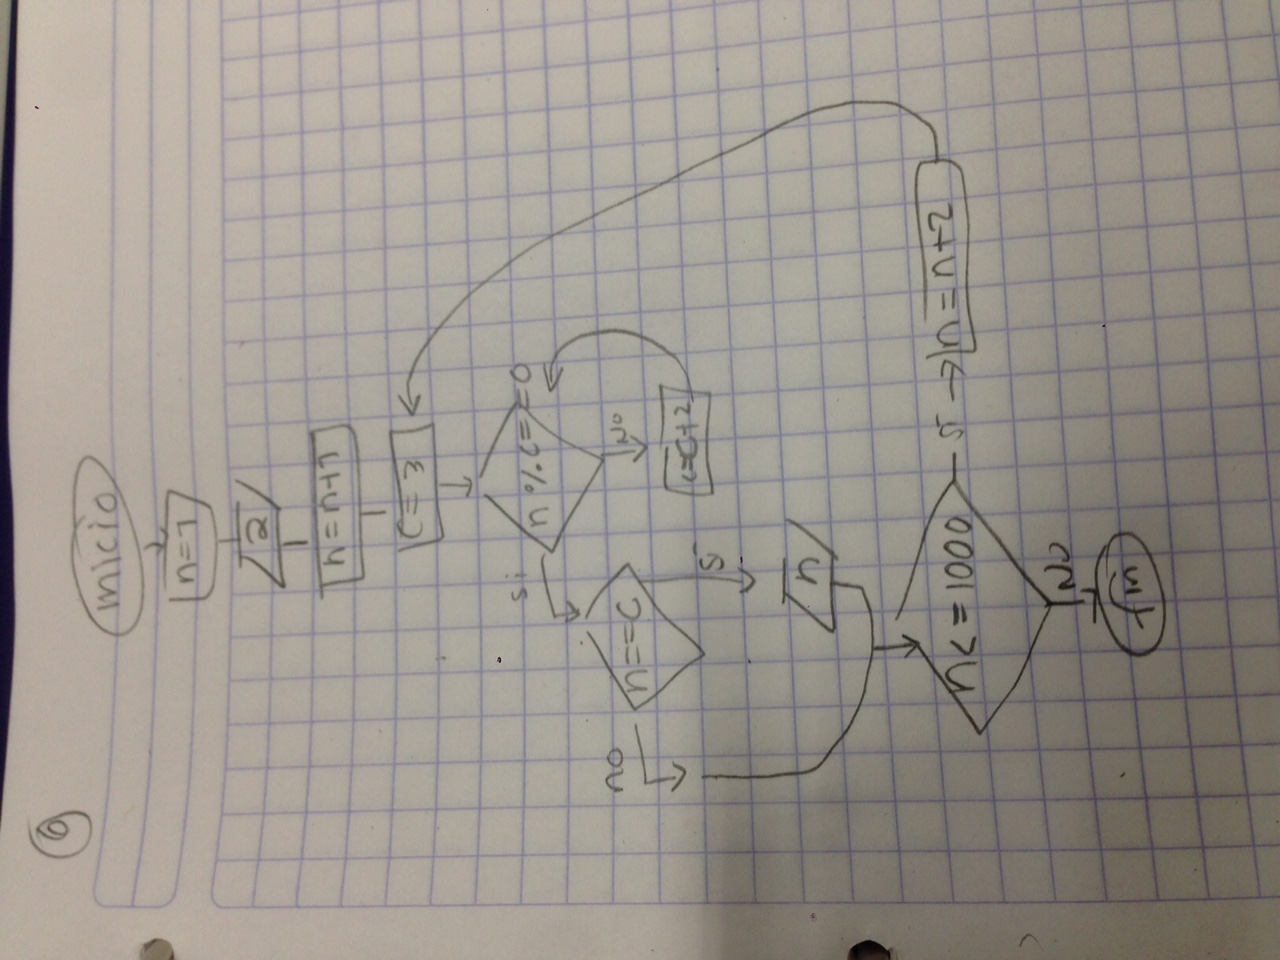 6
inicio
n=1
2
n=n+1
c=3
n%c==0
si
no
c=c+2
n==c
no
si
n
n<=1000
si
n=n+2
no
fin